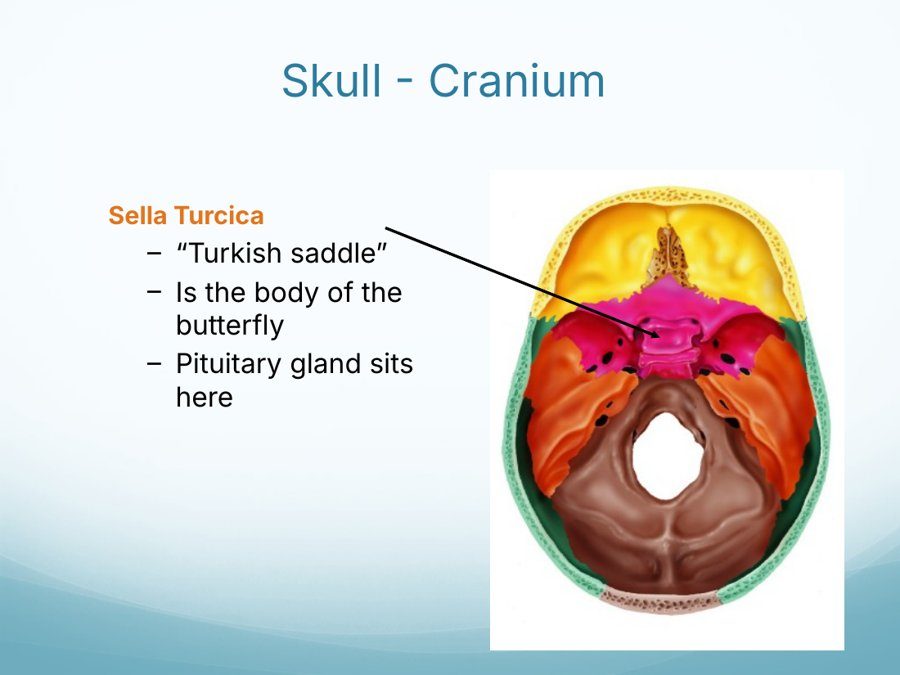 Skull - Cranium
Sella Turcica
– “Turkish saddle”
– Is the body of the
butterfly
– Pituitary gland sits
here